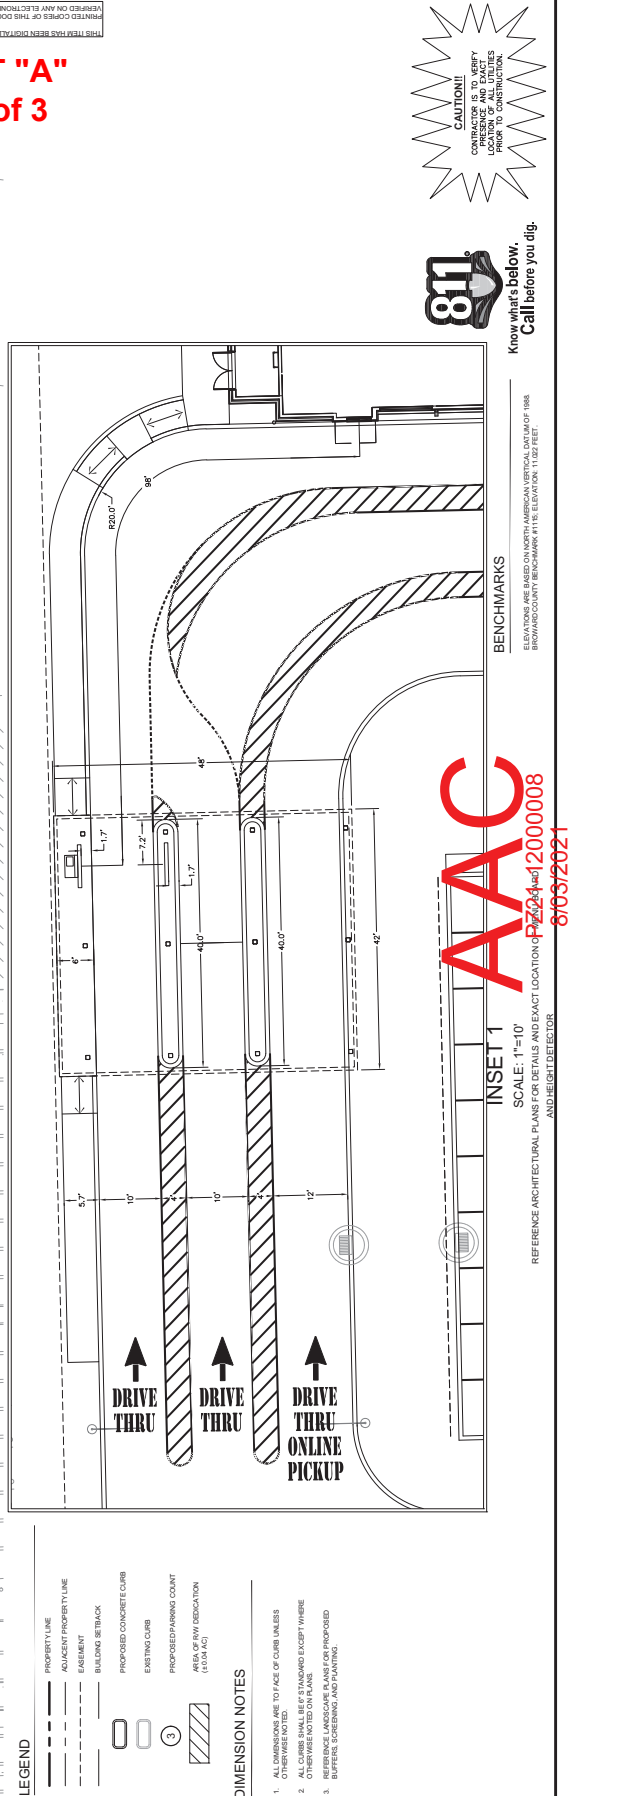 VERIFIED ON ANY ELECTRON
PRINTED COPIES OF THIS DOC
THIS ITEM HAS BEEN DIGITALL
T "A"
of 3
CAUTION!!
CONTRACTOR IS TO VERIFY
PRESENCE AND EXACT
LOCATION OF ALL UTILITIES
PRIOR TO CONSTRUCTION.
811
Know what's below.
Call before you dig.
R20.0'
98'
48'
1.7'
7.2'
1.7'
6'
40.0'
40.0'
42'
5.7'
10'
4'
10'
4'
12'
DRIVE
THRU
DRIVE
THRU
DRIVE
THRU
ONLINE
PICKUP
BENCHMARKS
ELEVATIONS ARE BASED ON NORTH AMERICAN VERTICAL DATUM OF 1988.
BROWARD COUNTY BENCHMARK #1115; ELEVATION: 11.022 FEET.
AAC
PZ21-12000008
8/03/2021
INSET 1
SCALE: 1"=10'
REFERENCE ARCHITECTURAL PLANS FOR DETAILS AND EXACT LOCATION OF MENU BOARD
AND HEIGHT DETECTOR
LEGEND
PROPERTY LINE
ADJACENT PROPERTY LINE
EASEMENT
BUILDING SETBACK
PROPOSED CONCRETE CURB
EXISTING CURB
3
PROPOSED PARKING COUNT
AREA OF R/W DEDICATION
(±0.04 AC)
DIMENSION NOTES
1. ALL DIMENSIONS ARE TO FACE OF CURB UNLESS
OTHERWISE NOTED.
2. ALL CURBS SHALL BE 6" STANDARD EXCEPT WHERE
OTHERWISE NOTED ON PLANS.
3. REFERENCE LANDSCAPE PLANS FOR PROPOSED
BUFFERS, SCREENING, AND PLANTING.